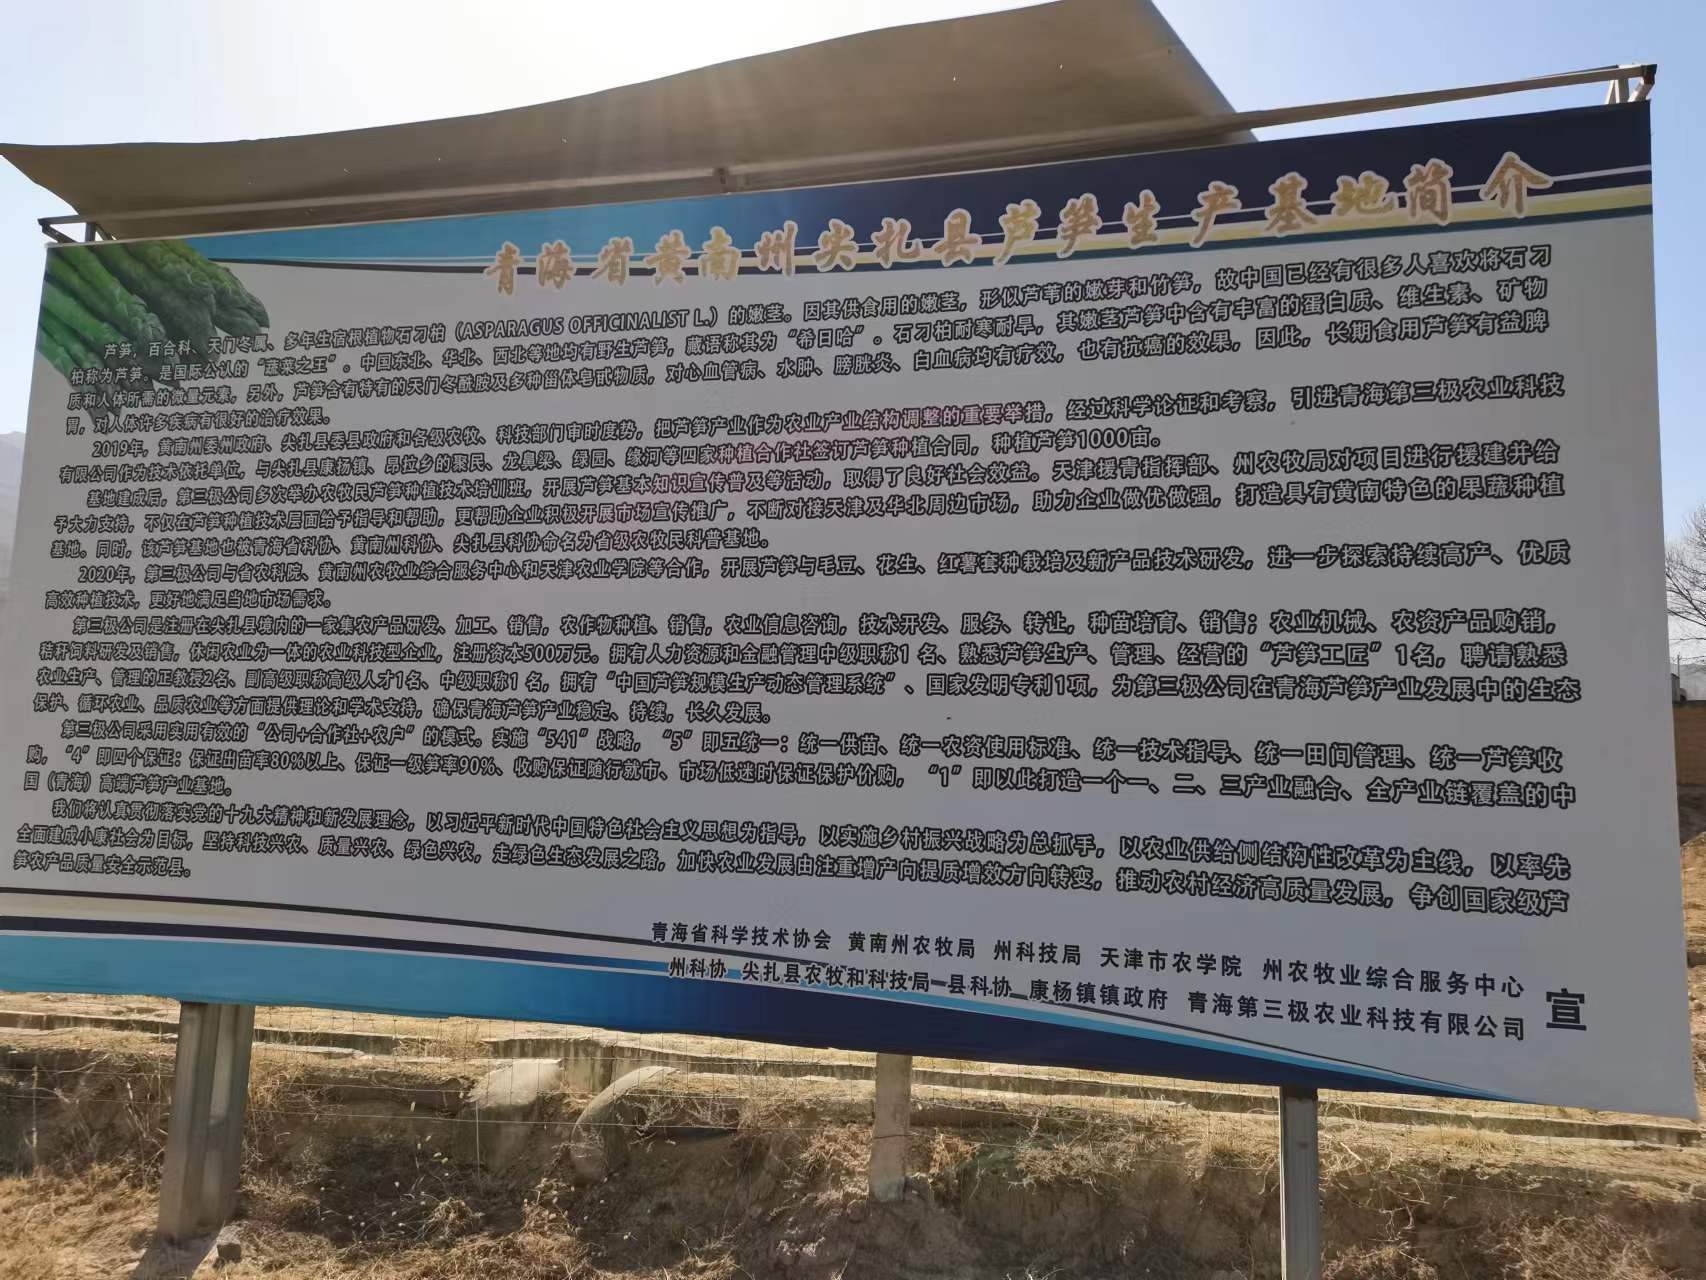 青海省黄南州尖扎县芦笋生产基地简介
芦笋，百合科、天门冬属、多年生宿根植物石刁柏（ASPARAGUS OFFICINALIST L.）的嫩茎。因其供食用的嫩茎，形似芦苇的嫩芽和竹笋，故中国已经有很多人喜欢将石刁
柏称为芦笋。是国际公认的“蔬菜之王”。中国东北、华北、西北等地均有野生芦笋，藏语称其为“希日哈”。石刁柏耐寒耐旱，其嫩茎芦笋中含有丰富的蛋白质、维生素、矿物
质和人体所需的微量元素，另外，芦笋含有特有的天门冬酰胺及多种甾体皂甙物质，对心血管病、水肿、膀胱炎、白血病均有疗效，也有抗癌的效果，因此，长期食用芦笋有益脾
胃，对人体许多疾病有很好的治疗效果。
2019年，黄南州委州政府、尖扎县委县政府和各级农牧、科技部门审时度势，把芦笋产业作为农业产业结构调整的重要举措，经过科学论证和考察，引进青海第三极农业科技
有限公司作为技术依托单位，与尖扎县康扬镇、昂拉乡的聚民、龙鼻梁、绿园、缘河等四家种植合作社签订芦笋种植合同，种植芦笋1000亩。
基地建成后，第三极公司多次举办农牧民芦笋种植技术培训班，开展芦笋基本知识宣传普及等活动，取得了良好社会效益。天津援青指挥部、州农牧局对项目进行援建并给
予大力支持，不仅在芦笋种植技术层面给予指导和帮助，更帮助企业积极开展市场宣传推广，不断对接天津及华北周边市场，助力企业做优做强，打造具有黄南特色的果蔬种植
基地。同时，该芦笋基地也被青海省科协、黄南州科协、尖扎县科协命名为省级农牧民科普基地。
2020年，第三极公司与省农科院、黄南州农牧业综合服务中心和天津农业学院等合作，开展芦笋与毛豆、花生、红薯套种栽培及新产品技术研发，进一步探索持续高产、优质
高效种植技术，更好地满足当地市场需求。
第三极公司是注册在尖扎县境内的一家集农产品研发、加工、销售，农作物种植、销售，农业信息咨询，技术开发、服务、转让，种苗培育、销售；农业机械、农资产品购销，
秸秆饲料研发及销售，休闲农业为一体的农业科技型企业，注册资本500万元。拥有人力资源和金融管理中级职称1 名、熟悉芦笋生产、管理、经营的“芦笋工匠”1名，聘请熟悉
农业生产、管理的正教授2名、副高级职称高级人才1名、中级职称1 名，拥有“中国芦笋规模生产动态管理系统”、国家发明专利1项，为第三极公司在青海芦笋产业发展中的生态
保护、循环农业、品质农业等方面提供理论和学术支持，确保青海芦笋产业稳定、持续，长久发展。
第三极公司采用实用有效的“公司+合作社+农户”的模式。实施“541”战略，“5”即五统一：统一供苗、统一农资使用标准、统一技术指导、统一田间管理、统一芦笋收
购，“4”即四个保证：保证出苗率80%以上、保证一级笋率90%、收购保证随行就市、市场低迷时保证保护价购，“1”即以此打造一个一、二、三产业融合、全产业链覆盖的中
国（青海）高端芦笋产业基地。
我们将认真贯彻落实党的十九大精神和新发展理念，以习近平新时代中国特色社会主义思想为指导，以实施乡村振兴战略为总抓手，以农业供给侧结构性改革为主线，以率先
全面建成小康社会为目标，坚持科技兴农、质量兴农、绿色兴农，走绿色生态发展之路，加快农业发展由注重增产向提质增效方向转变，推动农村经济高质量发展，争创国家级芦
笋农产品质量安全示范县。
青海省科学技术协会 黄南州农牧局 州科技局 天津市农学院 州农牧业综合服务中心
州科协 尖扎县农牧和科技局 县科协 康杨镇镇政府 青海第三极农业科技有限公司
宣